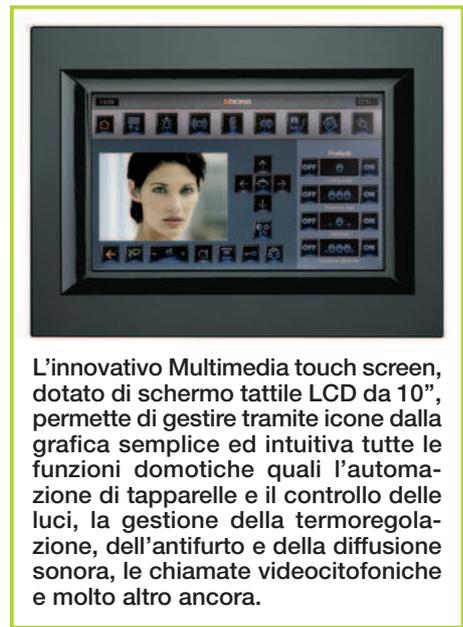 bticino
Preferiti
OFF ON
OFF ON
OFF ON
OFF ON
L’innovativo Multimedia touch screen,
dotato di schermo tattile LCD da 10”,
permette di gestire tramite icone dalla
grafica semplice ed intuitiva tutte le
funzioni domotiche quali l’automa-
zione di tapparelle e il controllo delle
luci, la gestione della termoregola-
zione, dell’antifurto e della diffusione
sonora, le chiamate videocitofoniche
e molto altro ancora.